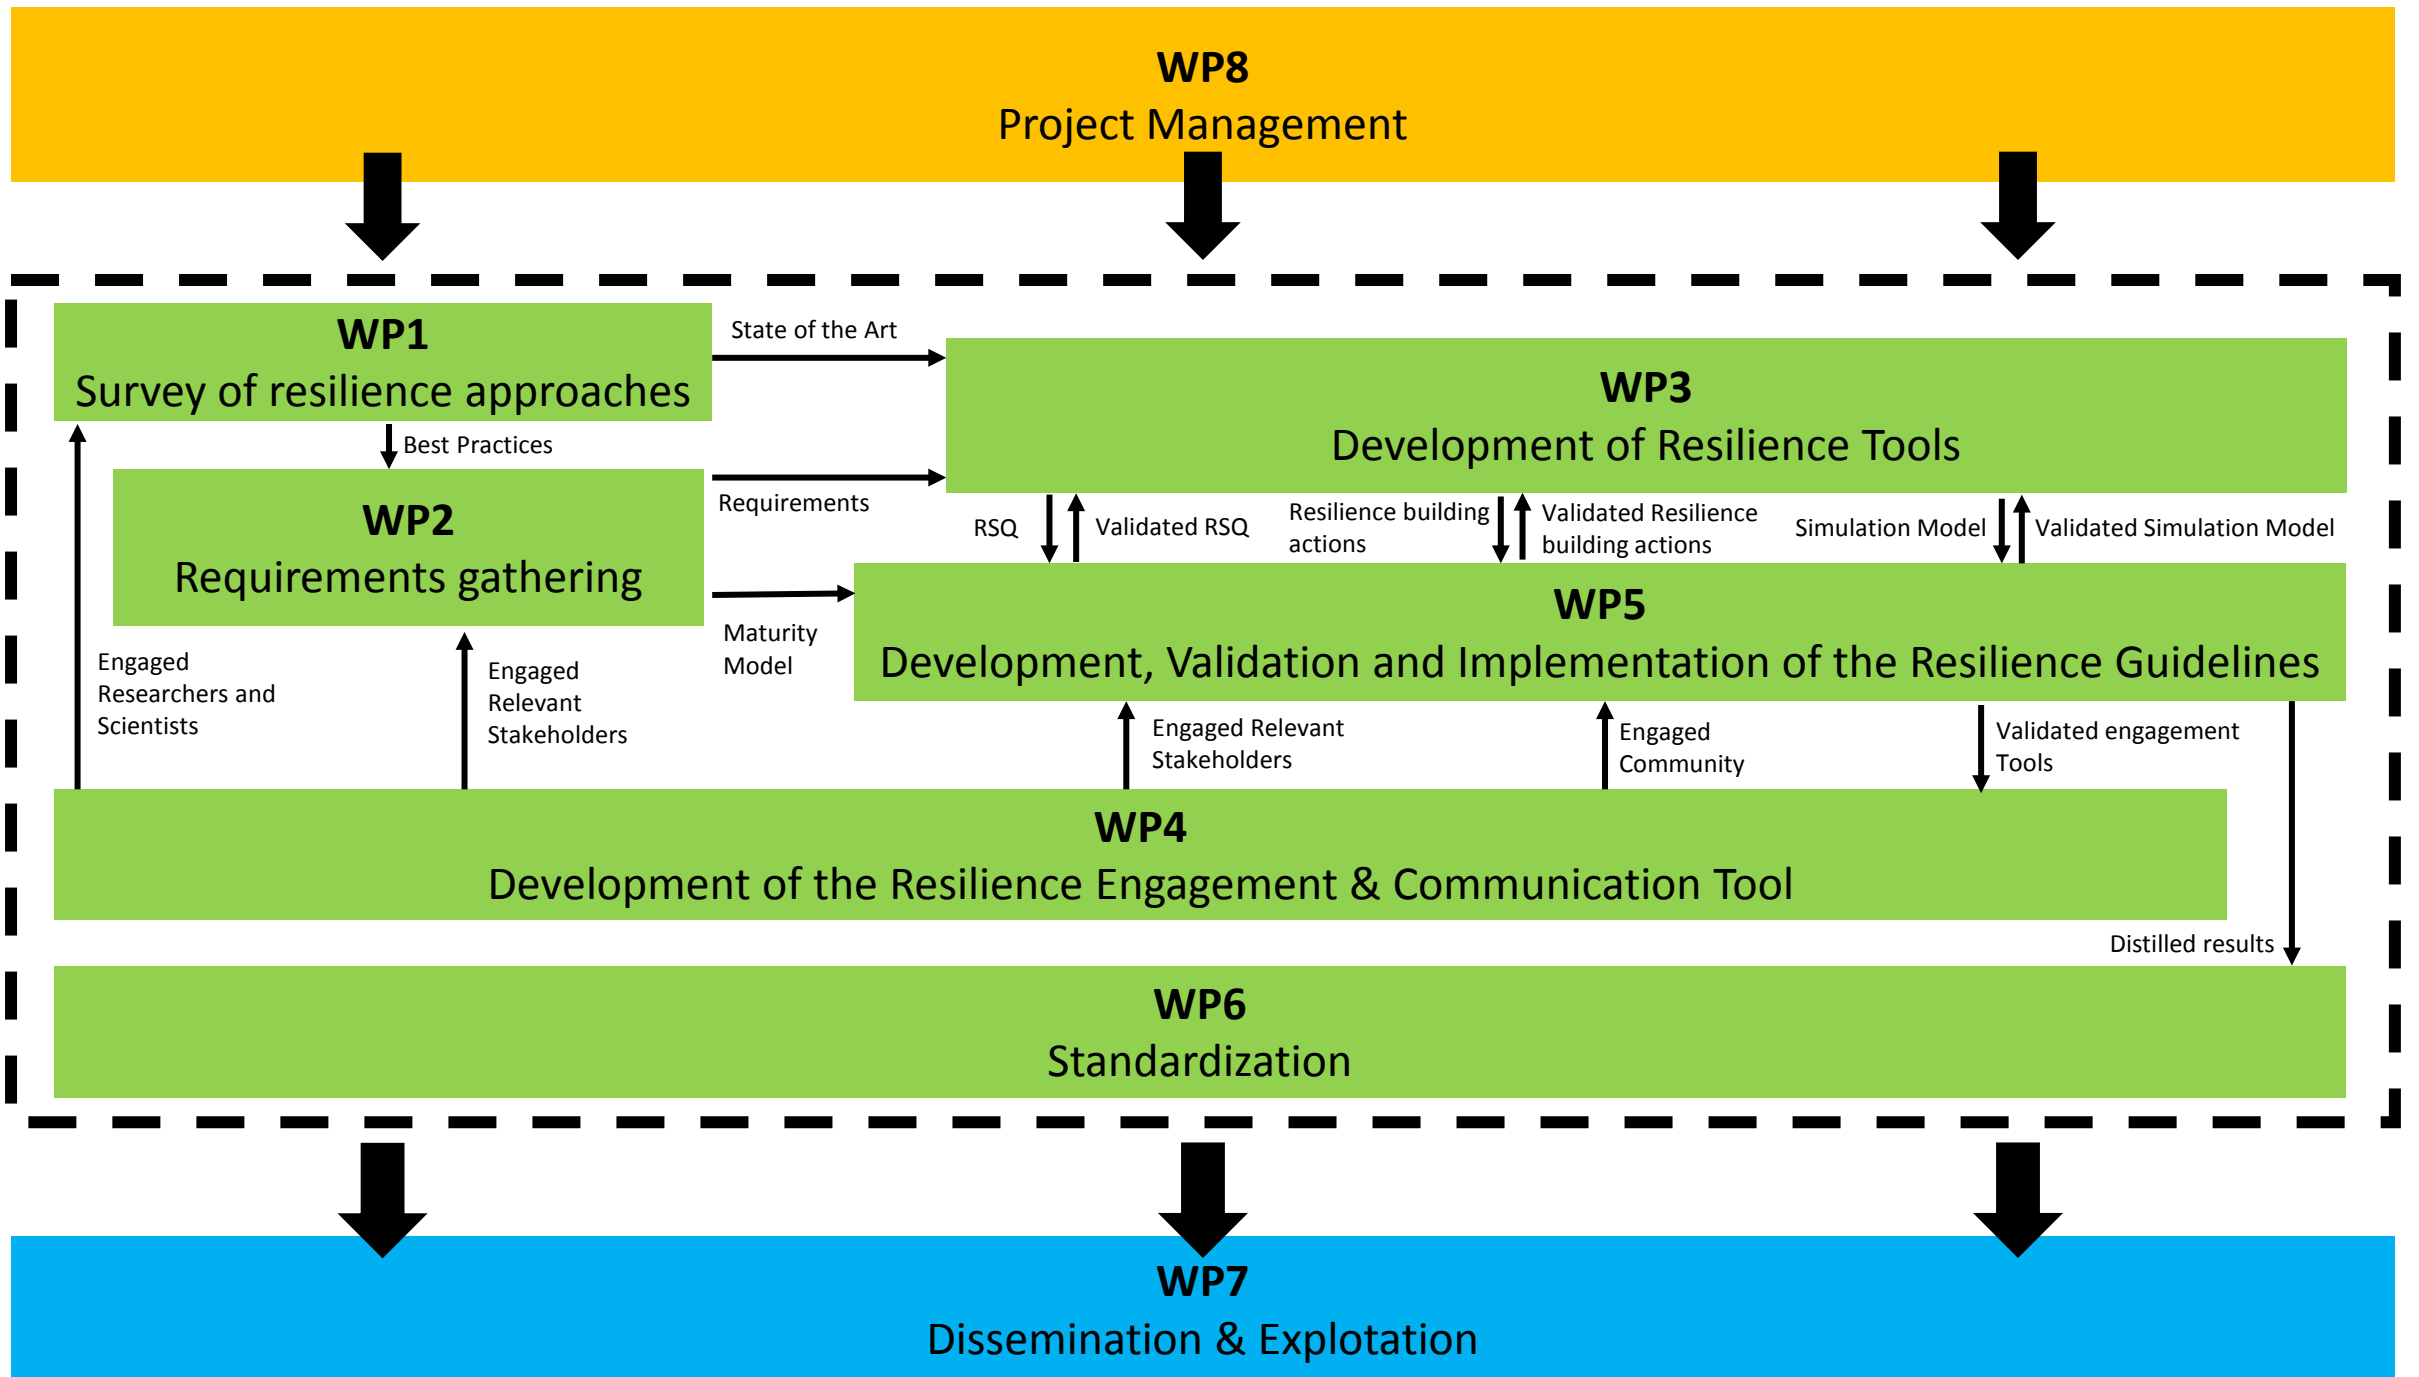 WP8
Project Management
WP1
Survey of resilience approaches
State of the Art
WP3
Development of Resilience Tools
Best Practices
WP2
Requirements gathering
Requirements
RSQ
Validated RSQ
Resilience building
actions
Validated Resilience
building actions
Simulation Model
Validated Simulation Model
Maturity
Model
WP5
Development, Validation and Implementation of the Resilience Guidelines
Engaged
Researchers and
Scientists
Engaged
Relevant
Stakeholders
Engaged Relevant
Stakeholders
Engaged
Community
Validated engagement
Tools
WP4
Development of the Resilience Engagement & Communication Tool
Distilled results
WP6
Standardization
WP7
Dissemination & Explotation